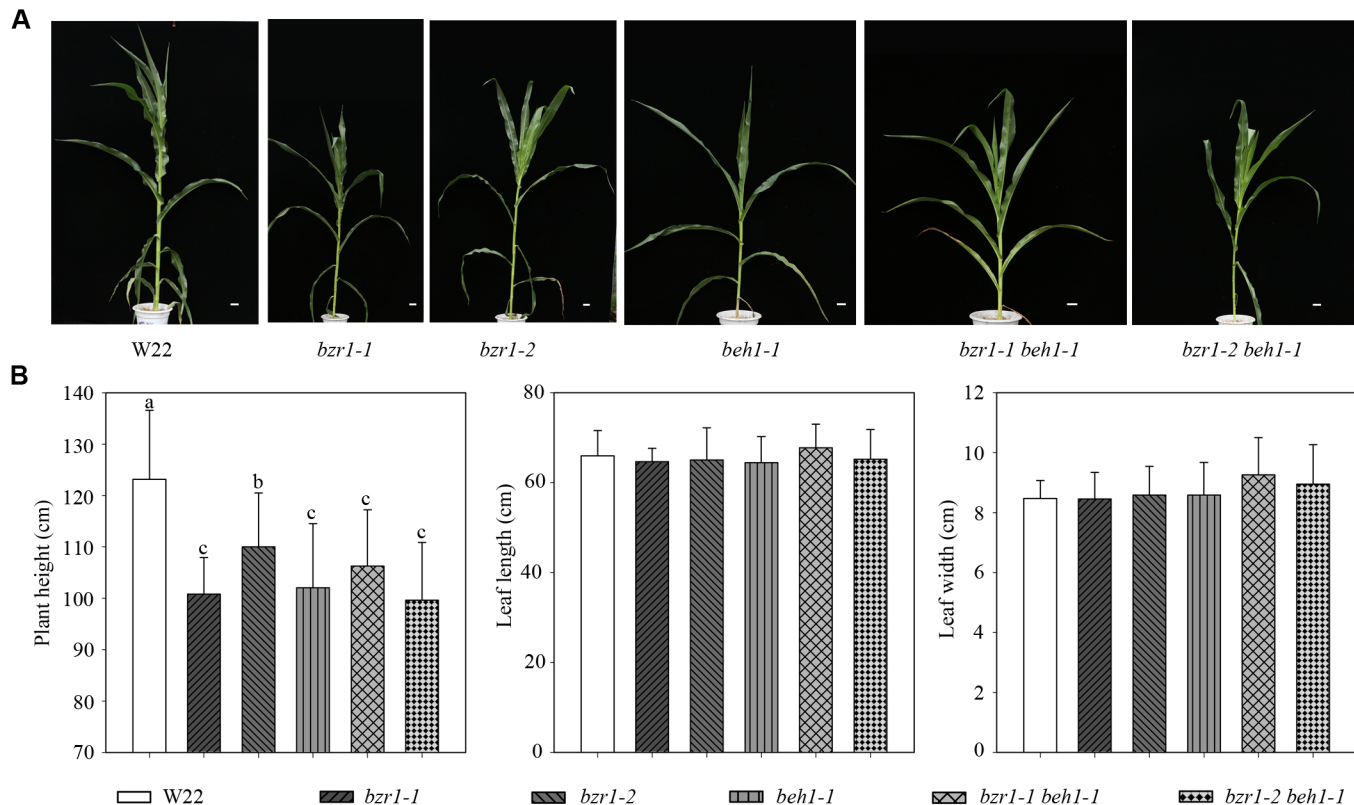 A
W22 bzr1-1 bzr1-2 beh1-1 bzr1-1 beh1-1 bzr1-2 beh1-1
B
Plant height (cm)
140
130
120
110
100
90
80
70
a
c
b
c
c
c
Leaf length (cm)
80
60
40
20
0
Leaf width (cm)
12
10
8
6
4
2
0
W22 bzr1-1 bzr1-2 beh1-1 bzr1-1 beh1-1 bzr1-2 beh1-1